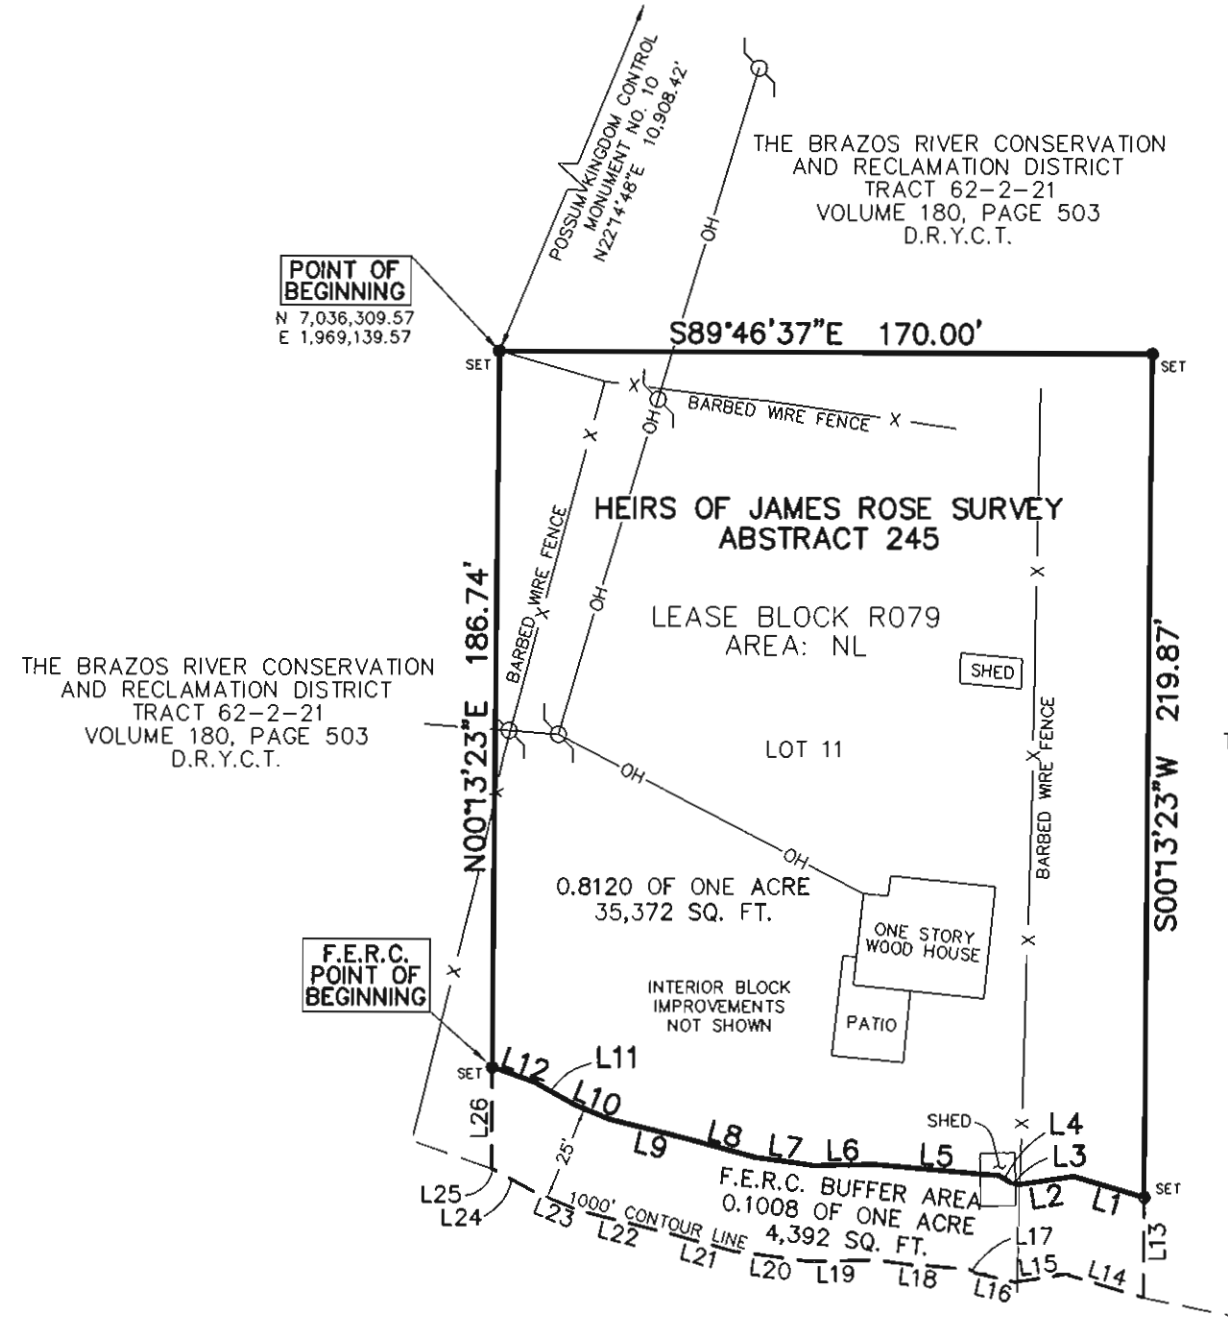 POSSUM KINGDOM CONTROL
MONUMENT NO. 10
N22°14'48"E 10,908.42'
THE BRAZOS RIVER CONSERVATION
AND RECLAMATION DISTRICT
TRACT 62-2-21
VOLUME 180, PAGE 503
D.R.Y.C.T.
OH
POINT OF
BEGINNING
N 7,036,309.57
E 1,969,139.57
S89°46'37"E 170.00'
SET
SET
X
BARBED WIRE FENCE
X
OH
X
HEIRS OF JAMES ROSE SURVEY
ABSTRACT 245
BARBED WIRE FENCE
X
X
OH
LEASE BLOCK R079
AREA: NL
N00°13'23"E 186.74'
SHED
S00°13'23"W 219.87'
THE BRAZOS RIVER CONSERVATION
AND RECLAMATION DISTRICT
TRACT 62-2-21
VOLUME 180, PAGE 503
D.R.Y.C.T.
T
LOT 11
X
BARBED WIRE FENCE
OH
X
OH
0.8120 OF ONE ACRE
35,372 SQ. FT.
ONE STORY
WOOD HOUSE
X
F.E.R.C.
POINT OF
BEGINNING
X
INTERIOR BLOCK
IMPROVEMENTS
NOT SHOWN
PATIO
SET
L12
L11
L10
L9
L8
L7
L6
L5
SHED
X
L4
L3
L2
L1
SET
L26
25'
F.E.R.C. BUFFER AREA
0.1008 OF ONE ACRE
4,392 SQ. FT.
1000' CONTOUR LINE
L25
L24
L23
L22
L21
L20
L19
L18
L17
L16
L15
L14
L13